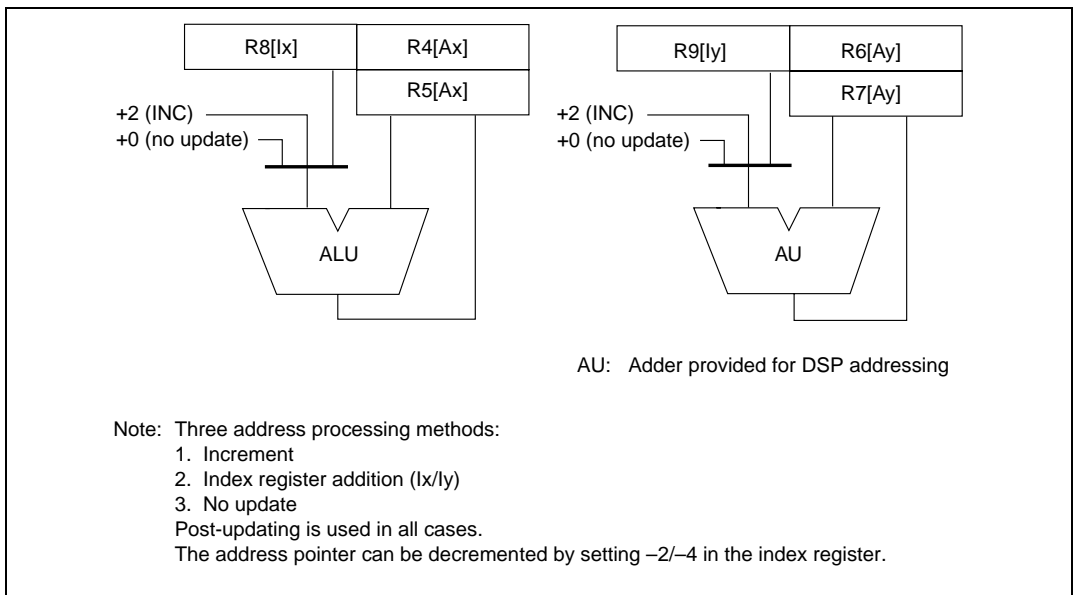 R8[Ix] R4[Ax]
R5[Ax]
+2 (INC)
+0 (no update)
ALU
R9[Iy] R6[Ay]
R7[Ay]
+2 (INC)
+0 (no update)
AU
AU: Adder provided for DSP addressing
Note: Three address processing methods:
1. Increment
2. Index register addition (Ix/Iy)
3. No update
Post-updating is used in all cases.
The address pointer can be decremented by setting –2/–4 in the index register.